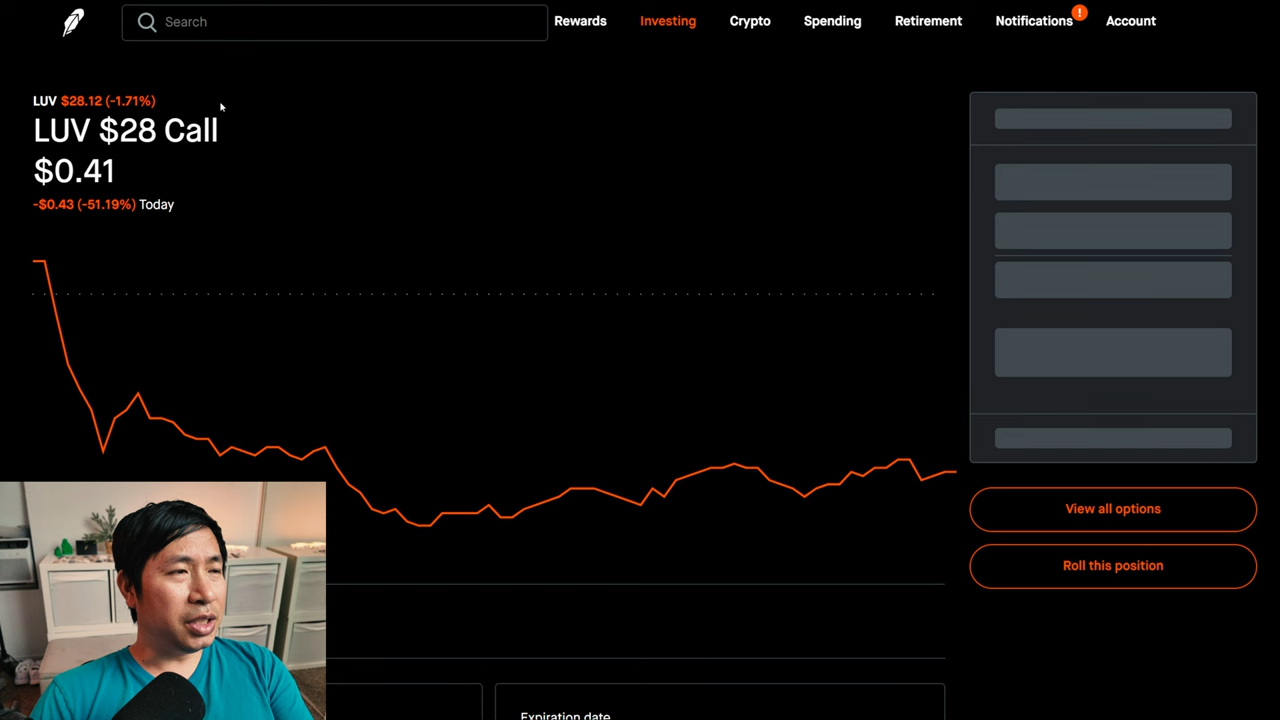 Search
Rewards
Investing
Crypto
Spending
Retirement
Notifications
!
Account
LUV $28.12 (-1.71%)
LUV $28 Call
$0.41
-$0.43 (-51.19%) Today
View all options
Roll this position
Expiration date